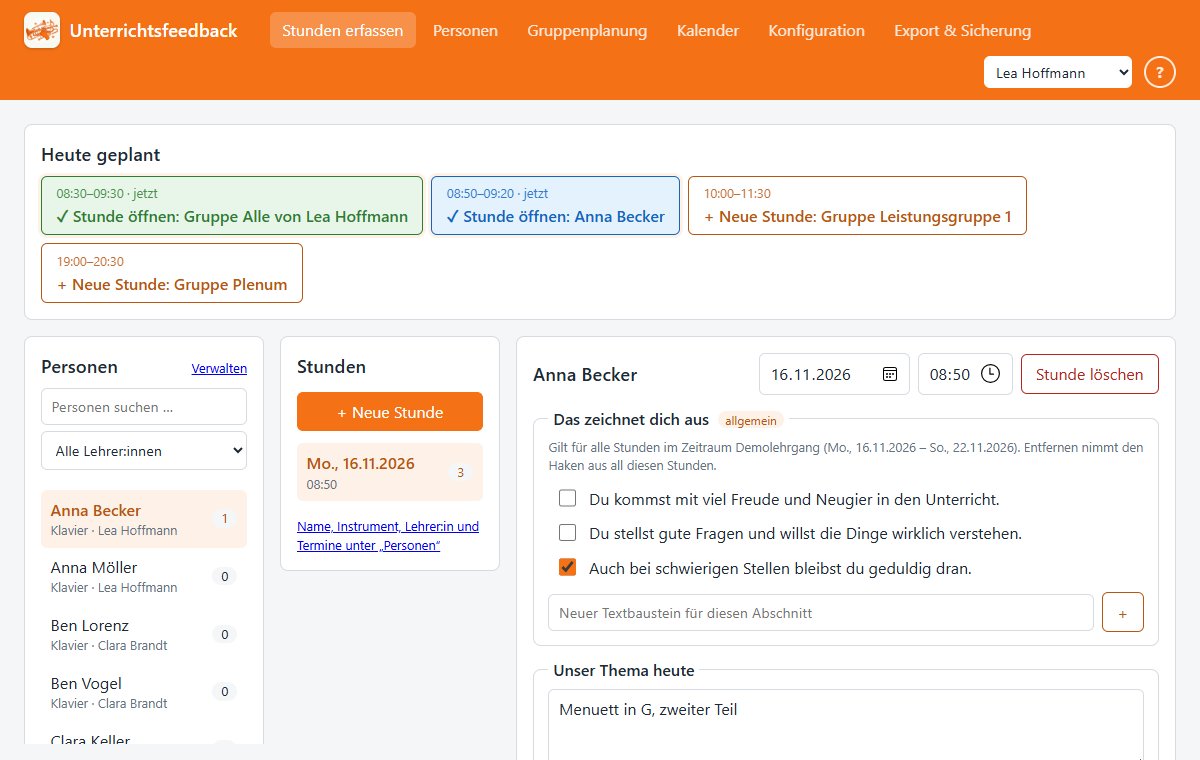 Unterrichtsfeedback
Stunden erfassen
Personen
Gruppenplanung
Kalender
Konfiguration
Export & Sicherung
Lea Hoffmann
?
Heute geplant
08:30–09:30 · jetzt
✓ Stunde öffnen: Gruppe Alle von Lea Hoffmann
08:50–09:20 · jetzt
✓ Stunde öffnen: Anna Becker
10:00–11:30
+ Neue Stunde: Gruppe Leistungsgruppe 1
19:00–20:30
+ Neue Stunde: Gruppe Plenum
Personen
Verwalten
Personen suchen ...
Alle Lehrer:innen
Anna Becker
Klavier · Lea Hoffmann
1
Anna Möller
Klavier · Lea Hoffmann
0
Ben Lorenz
Klavier · Clara Brandt
0
Ben Vogel
Klavier · Clara Brandt
0
Clara Keller
Stunden
+ Neue Stunde
Mo., 16.11.2026
08:50
3
Name, Instrument, Lehrer:in und
Termine unter „Personen“
Anna Becker
16.11.2026
08:50
Stunde löschen
Das zeichnet dich aus
allgemein
Gilt für alle Stunden im Zeitraum Demolehrgang (Mo., 16.11.2026 – So., 22.11.2026). Entfernen nimmt den
Haken aus all diesen Stunden.
Du kommst mit viel Freude und Neugier in den Unterricht.
Du stellst gute Fragen und willst die Dinge wirklich verstehen.
Auch bei schwierigen Stellen bleibst du geduldig dran.
Neuer Textbaustein für diesen Abschnitt
+
Unser Thema heute
Menuett in G, zweiter Teil